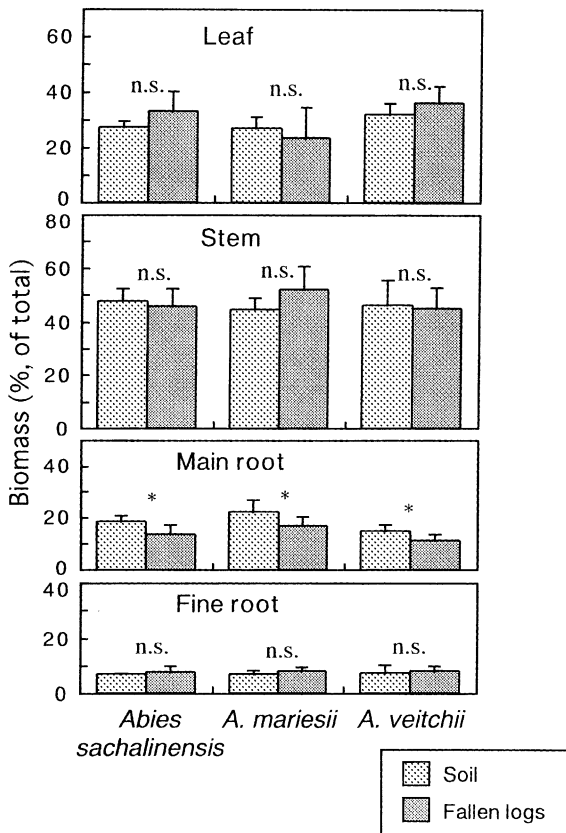 Biomass (%, of total)
60
Leaf
40
n.s. n.s. n.s.
20
0
80
Stem
60
n.s. n.s. n.s.
40
20
0
40
Main root
* * *
20
0
40
Fine root
20
n.s. n.s. n.s.
0
Abies A. mariesii A. veitchii
sachalinensis
Soil
Fallen logs